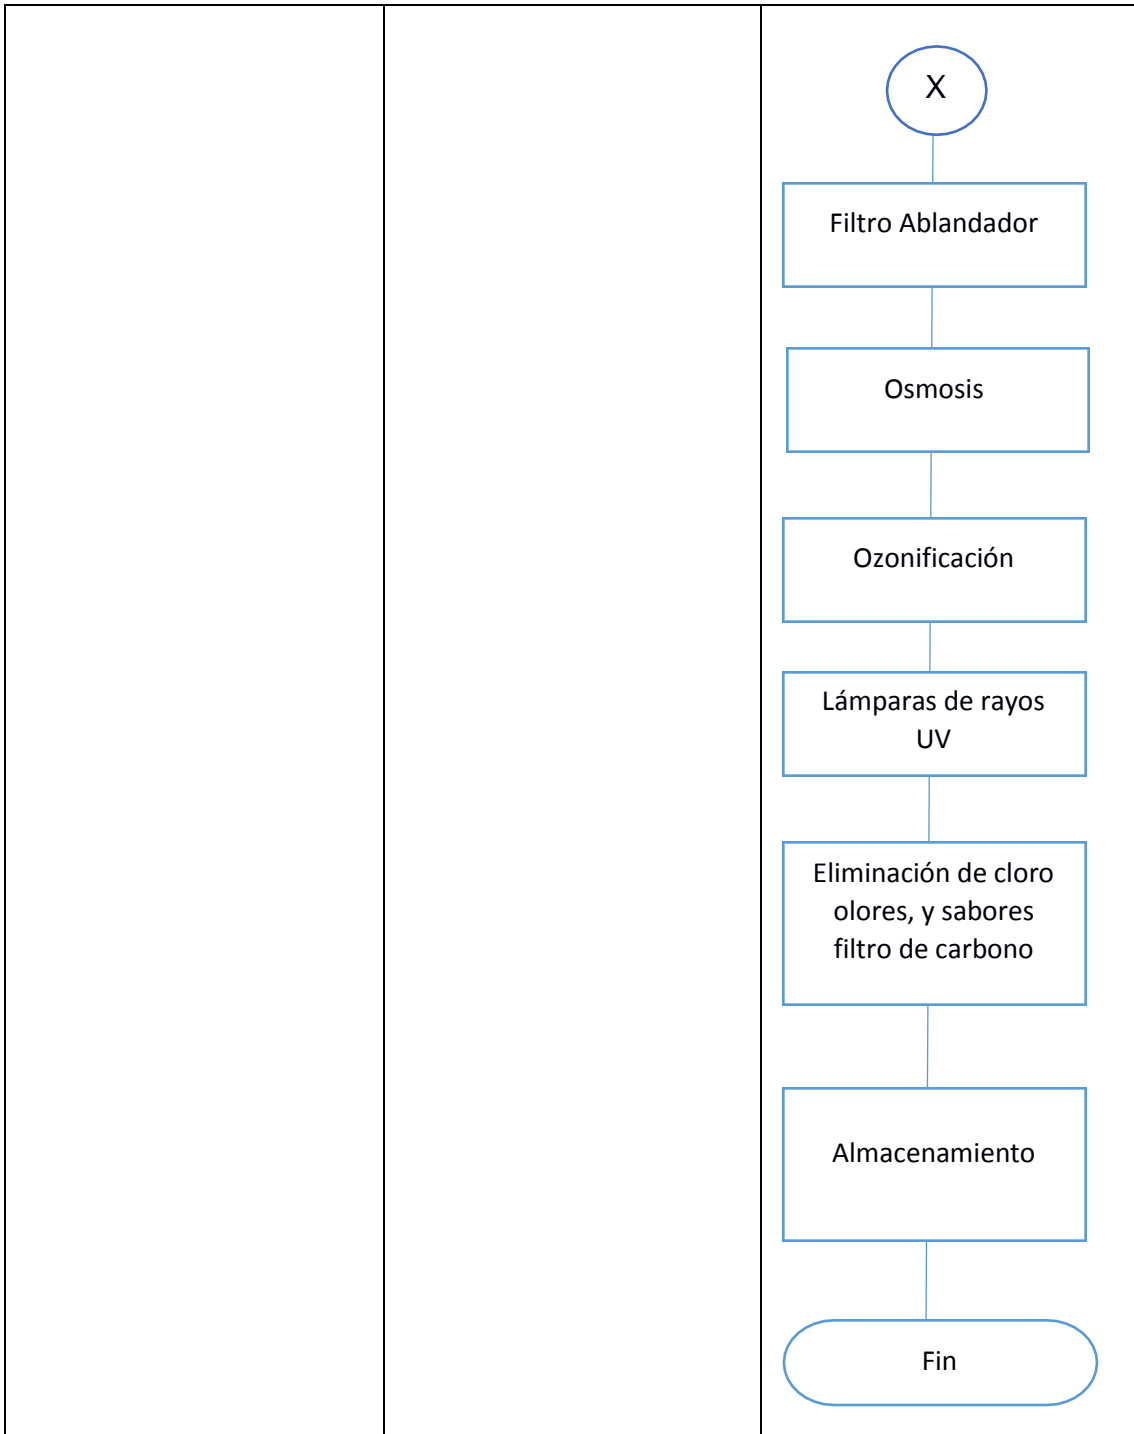 X
Filtro Ablandador
Osmosis
Ozonificación
Lámparas de rayos
UV
Eliminación de cloro
olores, y sabores
filtro de carbono
Almacenamiento
Fin